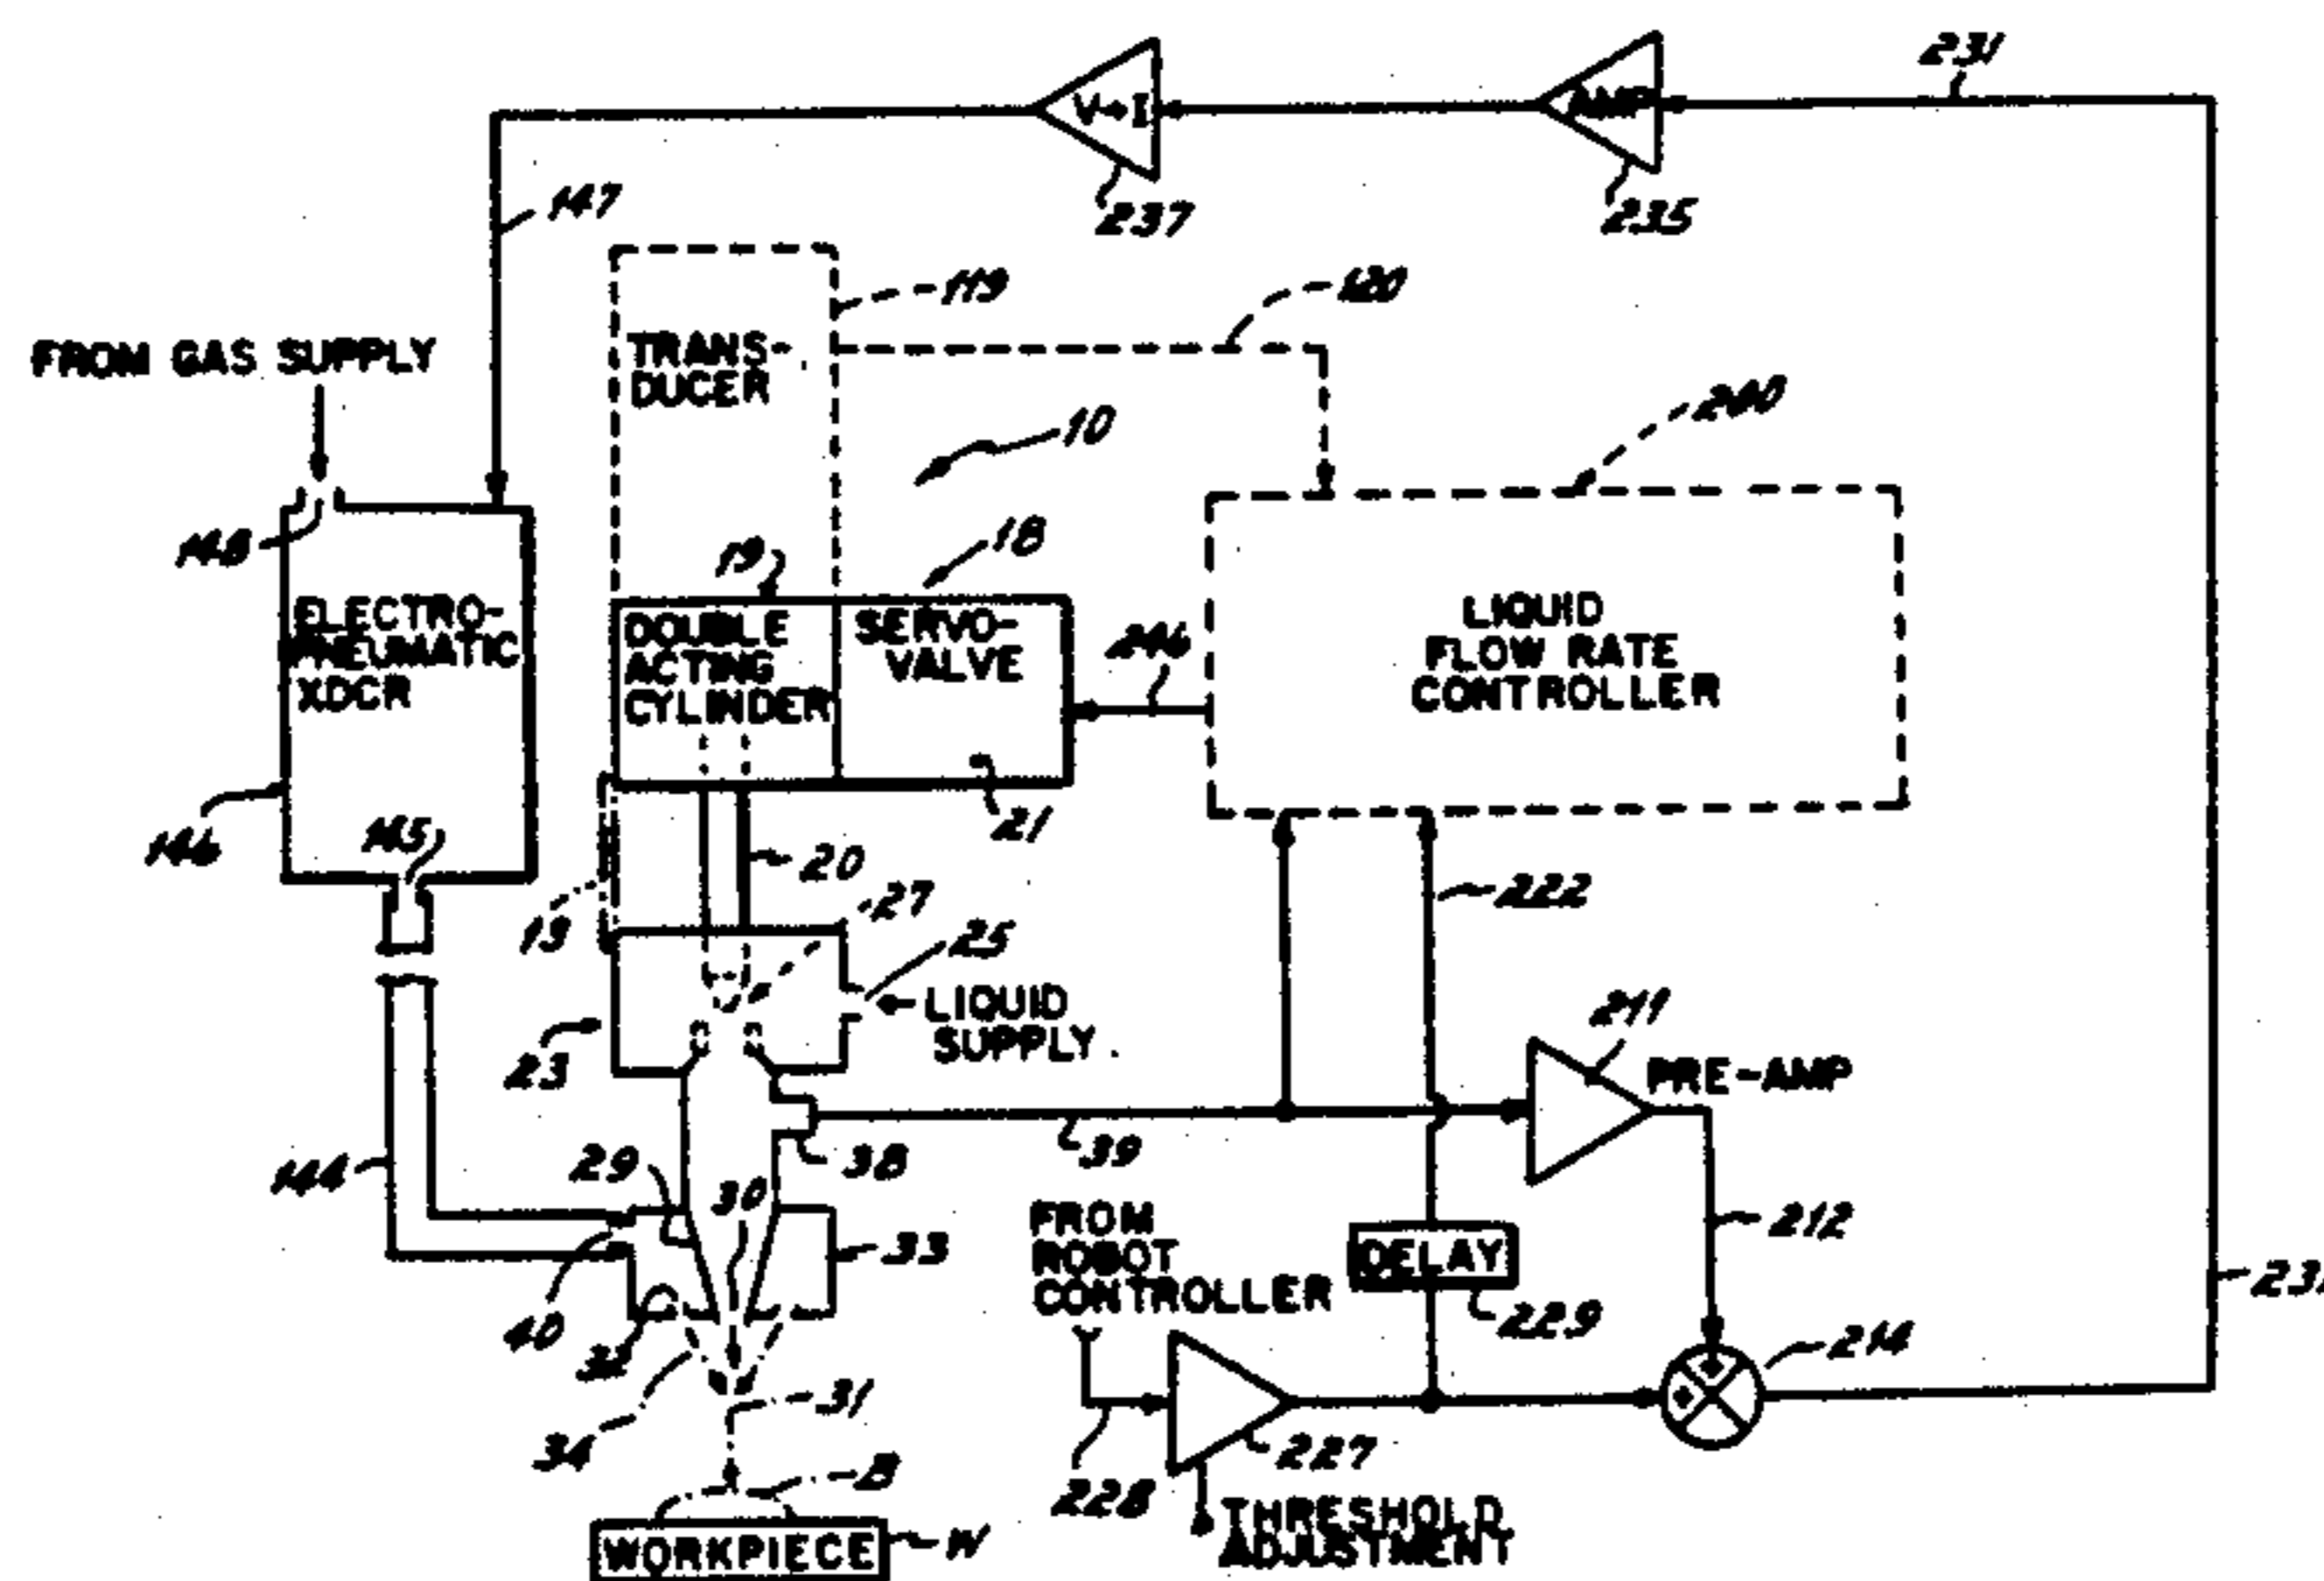 231
V→I
AMP
237
235
147
119
120
FROM GAS SUPPLY
TRANS-
DUCER
10
200
148
19
18
ELECTRO-
PNEUMATIC
XDCR
DOUBLE
ACTING
CYLINDER
SERVO-
VALVE
246
LIQUID
FLOW RATE
CONTROLLER
146
145
20
21
222
13
27
25
LIQUID
SUPPLY
23
211
PRE-AMP
144
29
30
38
39
212
33
FROM
ROBOT
CONTROLLER
DELAY
229
40
32
214
34
31
B
228
227
THRESHOLD
ADJUSTMENT
WORKPIECE
W